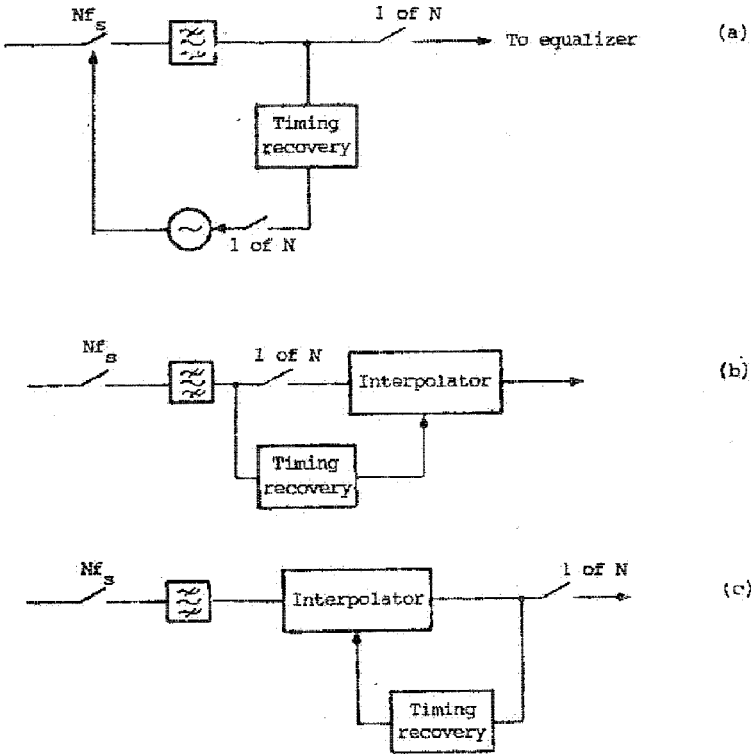 Nfs
1 of N
To equalizer
(a)
Timing
recovery
1 of N
Nfs
1 of N
Interpolator
(b)
Timing
recovery
Nfs
Interpolator
1 of N
(c)
Timing
recovery